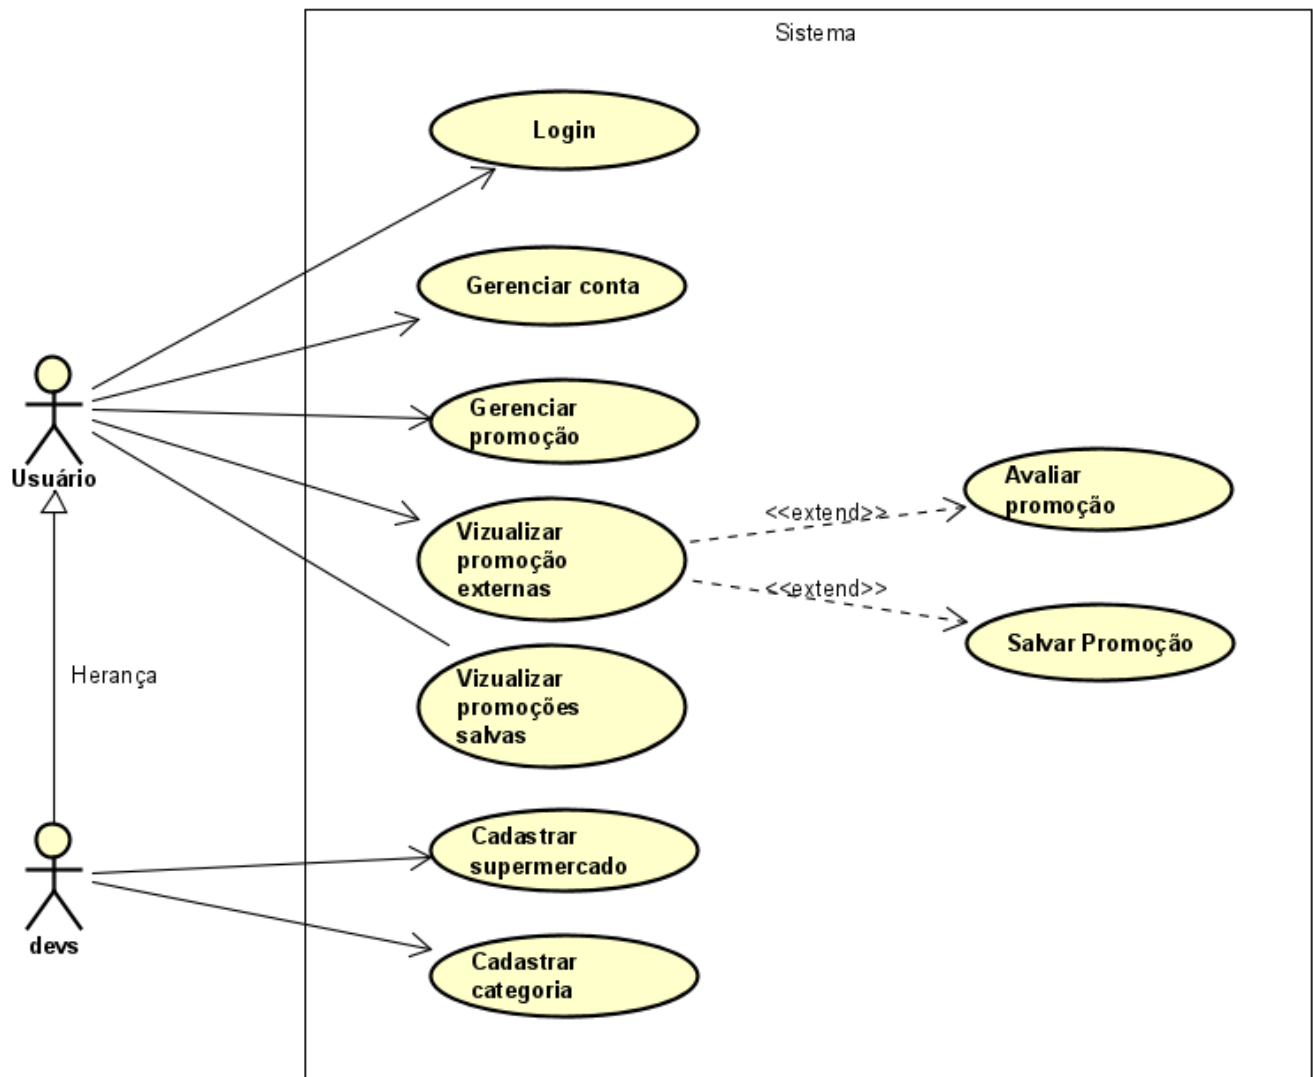 Sistema
Login
Gerenciar conta
Gerenciar
promoção
Usuário
Avaliar
promoção
<<extend>>
Vizualizar
promoção
externas
<<extend>>
Salvar Promoção
Herança
Vizualizar
promoções
salvas
Cadastrar
supermercado
devs
Cadastrar
categoria